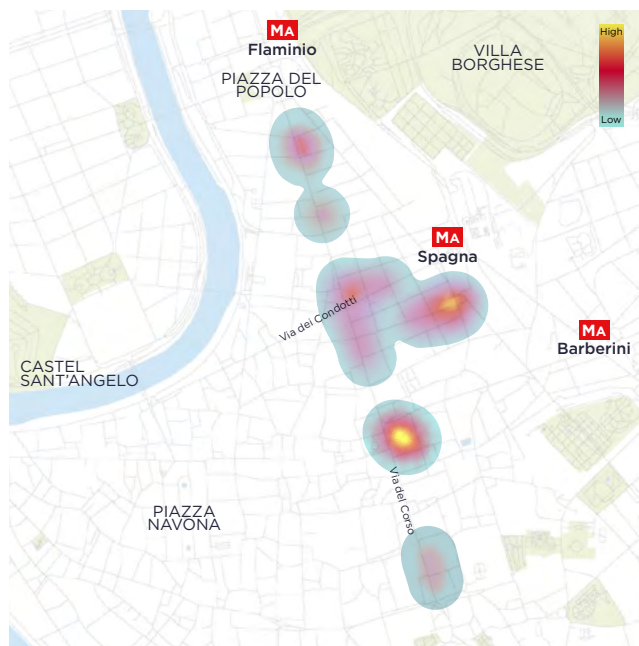 MA
Flaminio
PIAZZA DEL
POPOLO
VILLA
BORGHESE
High
Low
MA
Spagna
Via dei Condotti
MA
Barberini
CASTEL
SANT'ANGELO
Via del Corso
PIAZZA
NAVONA